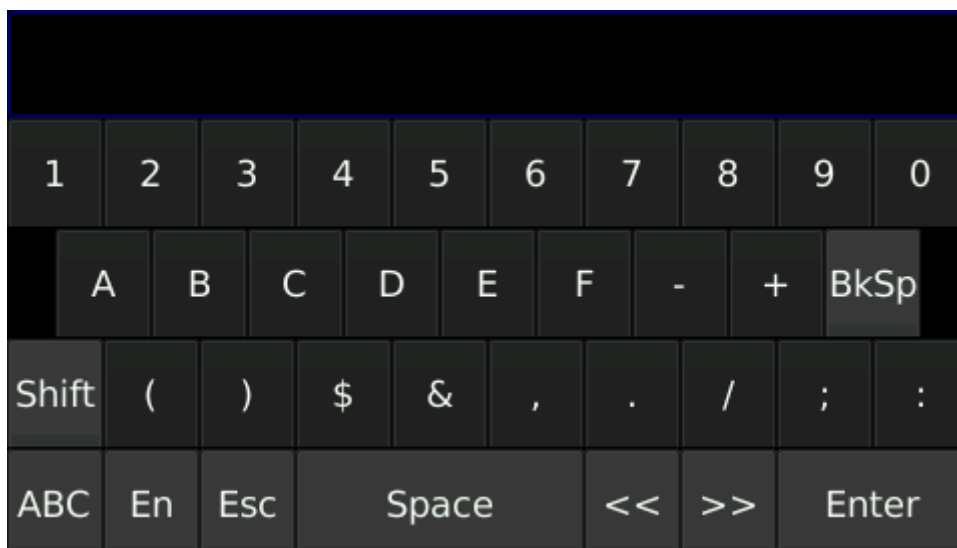 1 2 3 4 5 6 7 8 9 0
A B C D E F - + BkSp
Shift ( ) $ & , . / ; :
ABC En Esc Space << >> Enter